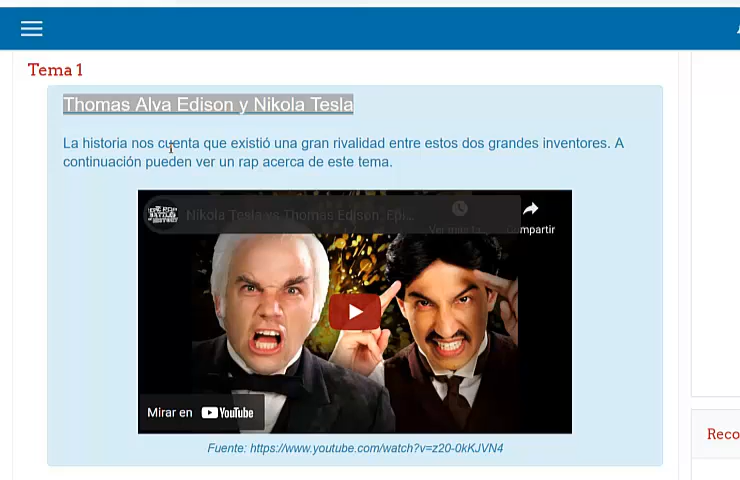 Tema 1
Thomas Alva Edison y Nikola Tesla
La historia nos cuenta que existió una gran rivalidad entre estos dos grandes inventores. A
continuación pueden ver un rap acerca de este tema.
Nikola Tesla vs Thomas Edison. Epi...
Compartir
Mirar en YouTube
Fuente: https://www.youtube.com/watch?v=z20-0kKJVN4
Reco